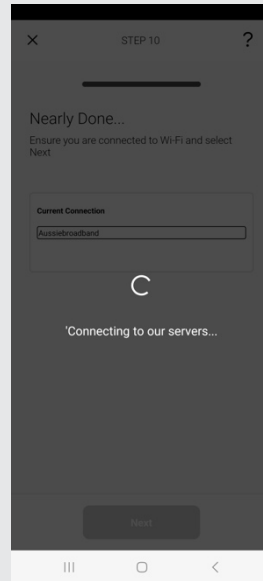 STEP 10
?
Nearly Done...
Ensure you are connected to Wi-Fi and select
Next
Current Connection
Aussiebroadband
'Connecting to our servers...
Next